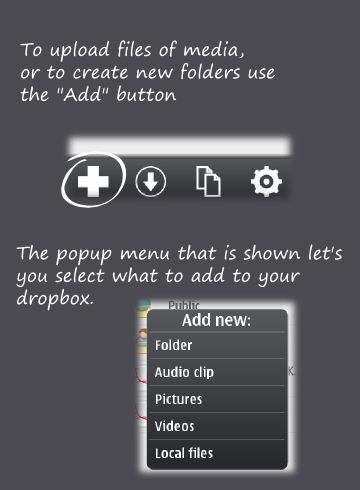 To upload files of media,
or to create new folders use
the "Add" button
The popup menu that is shown let's
you select what to add to your
dropbox.
Public
Add new:
Folder
Audio clip
K.
Pictures
Videos
Local files